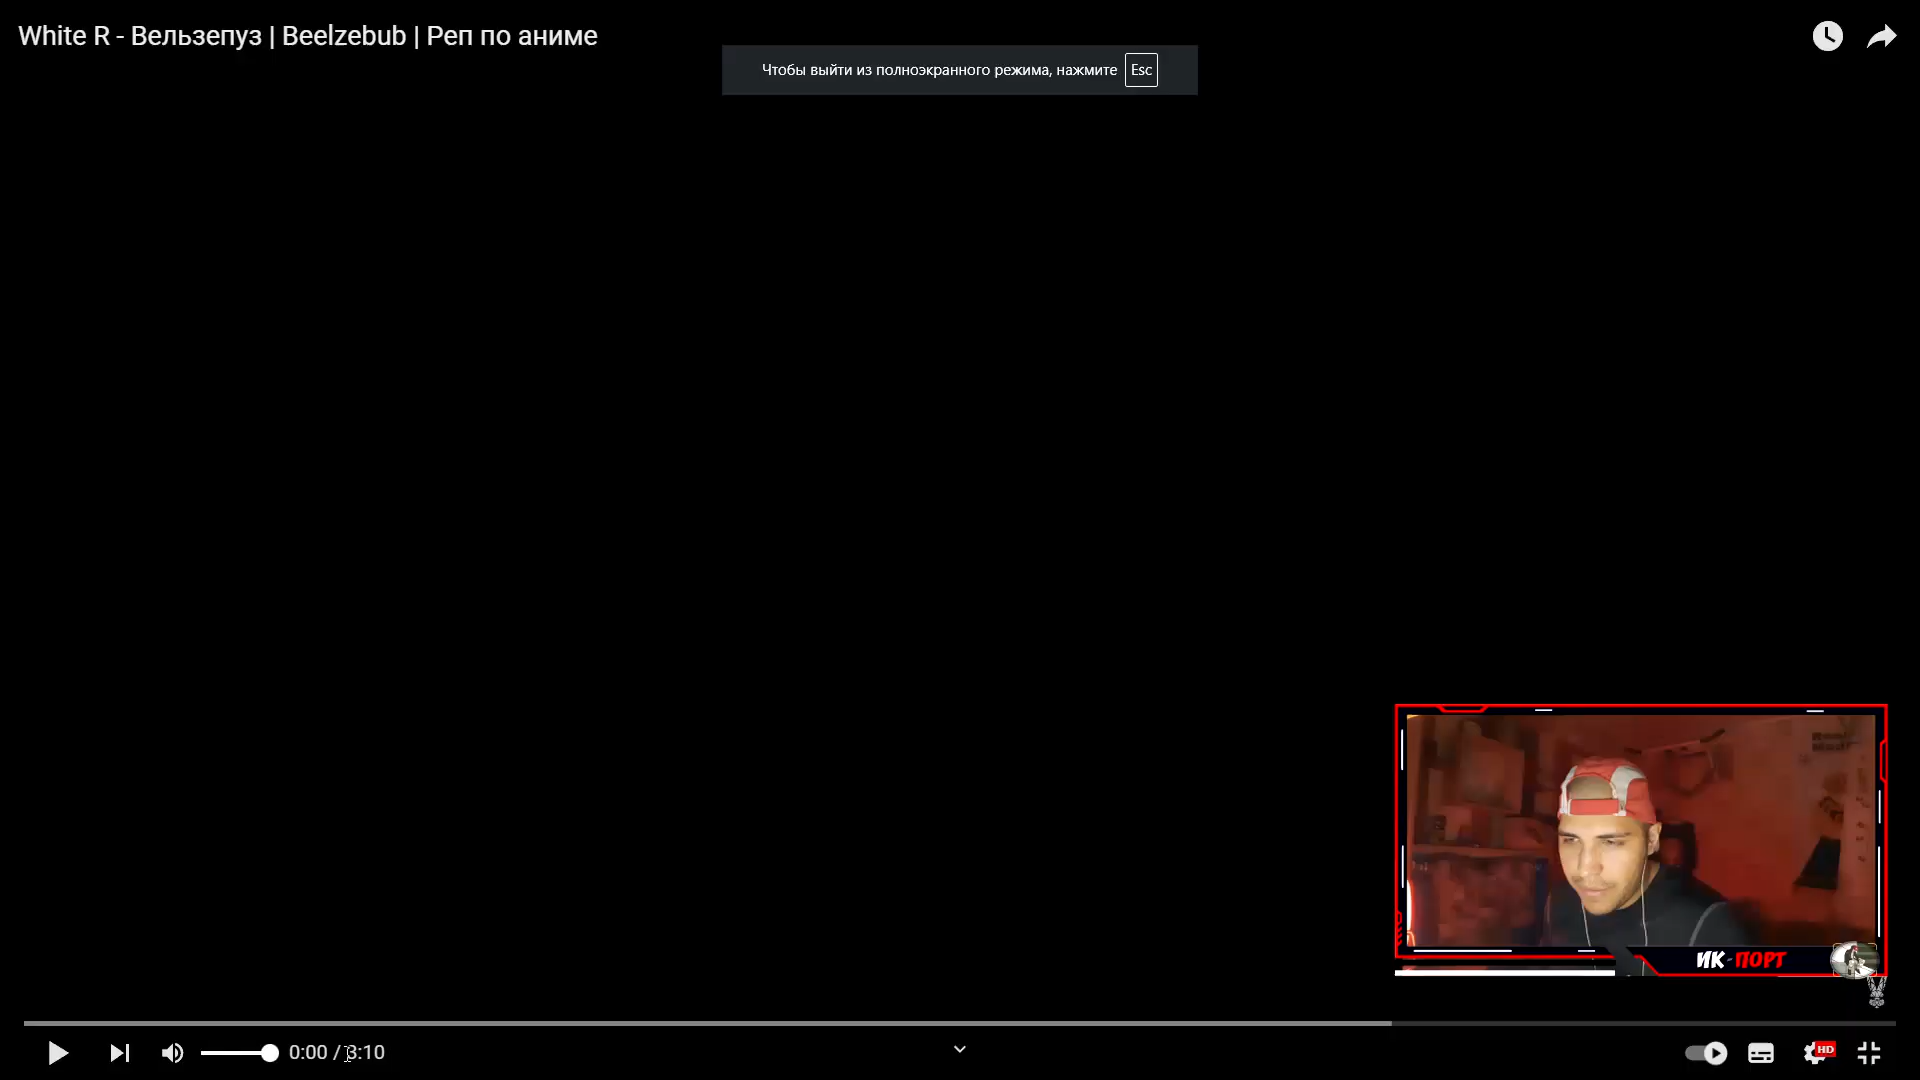 White R - Вельзепуз | Beelzebub | Реп по аниме
Чтобы выйти из полноэкранного режима, нажмите Esc
ИК-ПОРТ
0:00 / 3:10
HD